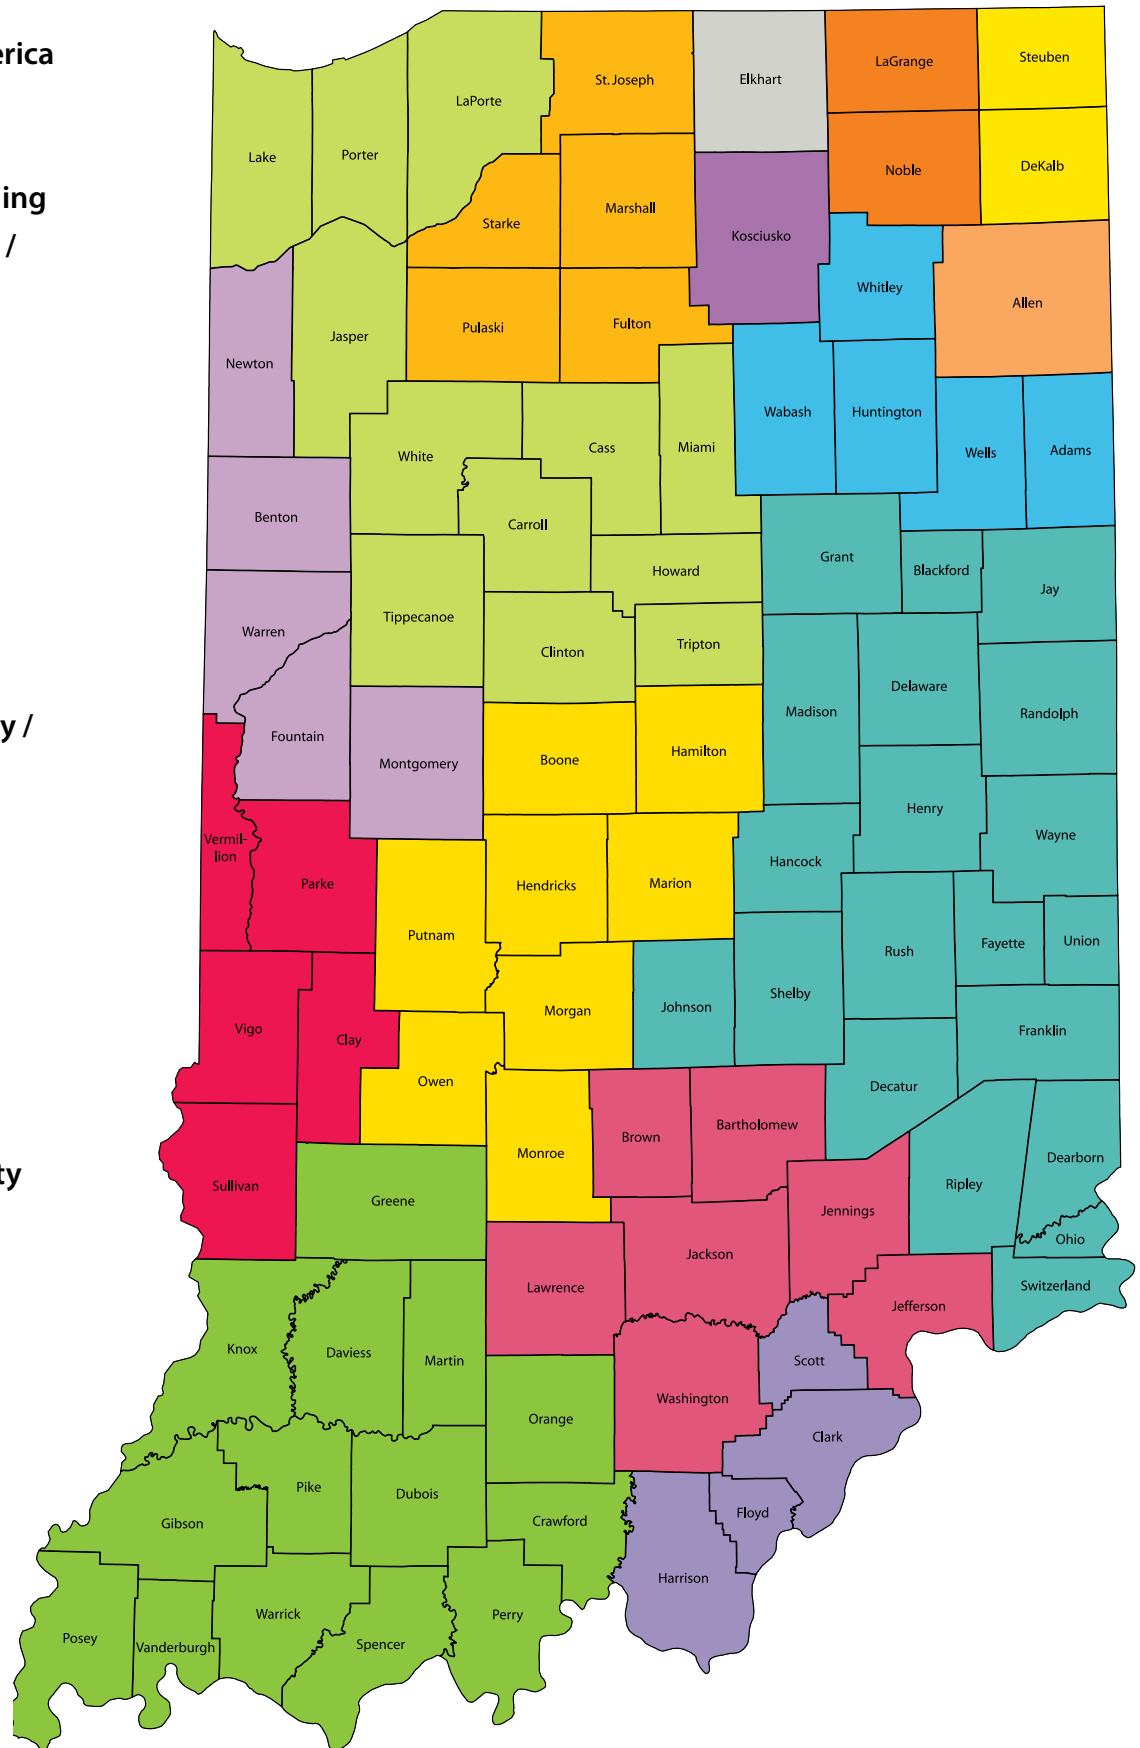 erica
ing
/
y /
ty
Steuben
LaGrange
Elkhart
St. Joseph
LaPorte
Lake
Porter
DeKalb
Noble
Marshall
Starke
Kosciusko
Whitley
Allen
Pulaski
Fulton
Jasper
Newton
Wabash
Huntington
Wells
Adams
White
Cass
Miami
Benton
Carroll
Grant
Blackford
Howard
Jay
Warren
Tippecanoe
Clinton
Tripton
Delaware
Madison
Randolph
Fountain
Montgomery
Boone
Hamilton
Henry
Wayne
Vermil-
lion
Parke
Hendricks
Marion
Hancock
Putnam
Rush
Fayette
Union
Shelby
Johnson
Morgan
Vigo
Clay
Franklin
Owen
Decatur
Brown
Bartholomew
Monroe
Dearborn
Sullivan
Greene
Ripley
Jennings
Ohio
Jackson
Lawrence
Switzerland
Jefferson
Knox
Daviess
Martin
Scott
Washington
Orange
Clark
Pike
Dubois
Gibson
Crawford
Floyd
Harrison
Warrick
Perry
Posey
Vanderburgh
Spencer